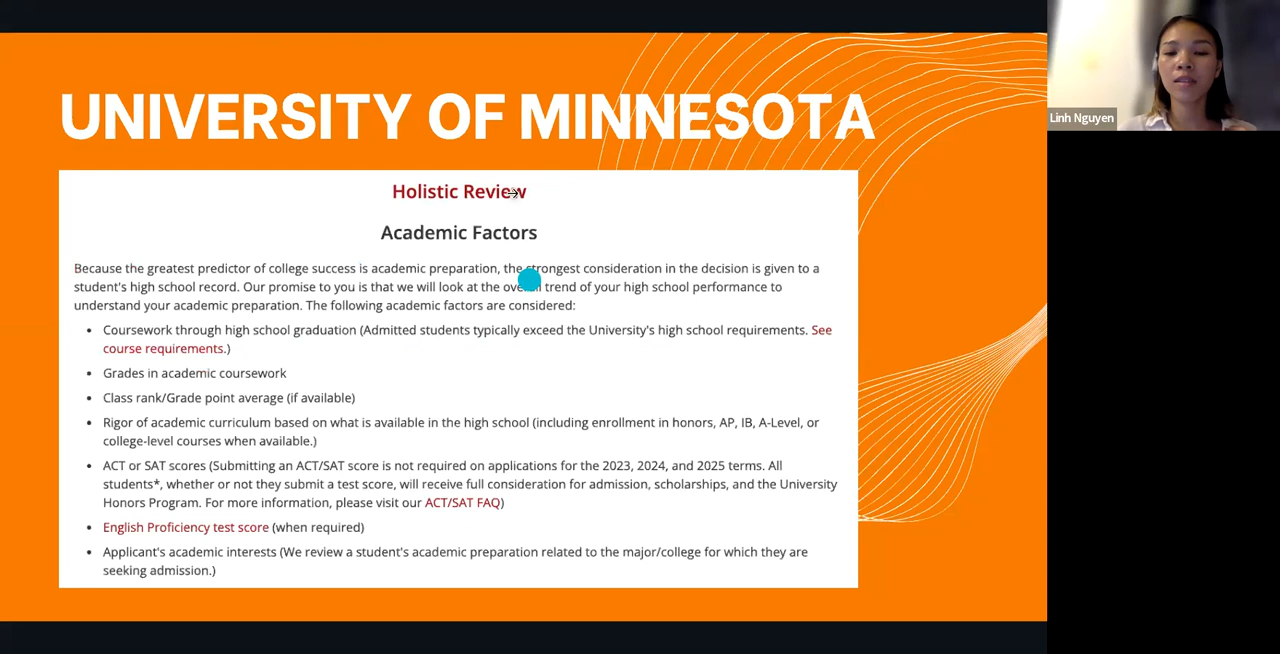 UNIVERSITY OF MINNESOTA
Linh Nguyen
Holistic Review
Academic Factors
Because the greatest predictor of college success is academic preparation, the strongest consideration in the decision is given to a
student's high school record. Our promise to you is that we will look at the overall trend of your high school performance to
understand your academic preparation. The following academic factors are considered:
• Coursework through high school graduation (Admitted students typically exceed the University's high school requirements. See
course requirements.)
• Grades in academic coursework
• Class rank/Grade point average (if available)
• Rigor of academic curriculum based on what is available in the high school (including enrollment in honors, AP, IB, A-Level, or
college-level courses when available.)
• ACT or SAT scores (Submitting an ACT/SAT score is not required on applications for the 2023, 2024, and 2025 terms. All
students*, whether or not they submit a test score, will receive full consideration for admission, scholarships, and the University
Honors Program. For more information, please visit our ACT/SAT FAQ)
• English Proficiency test score (when required)
• Applicant's academic interests (We review a student's academic preparation related to the major/college for which they are
seeking admission.)